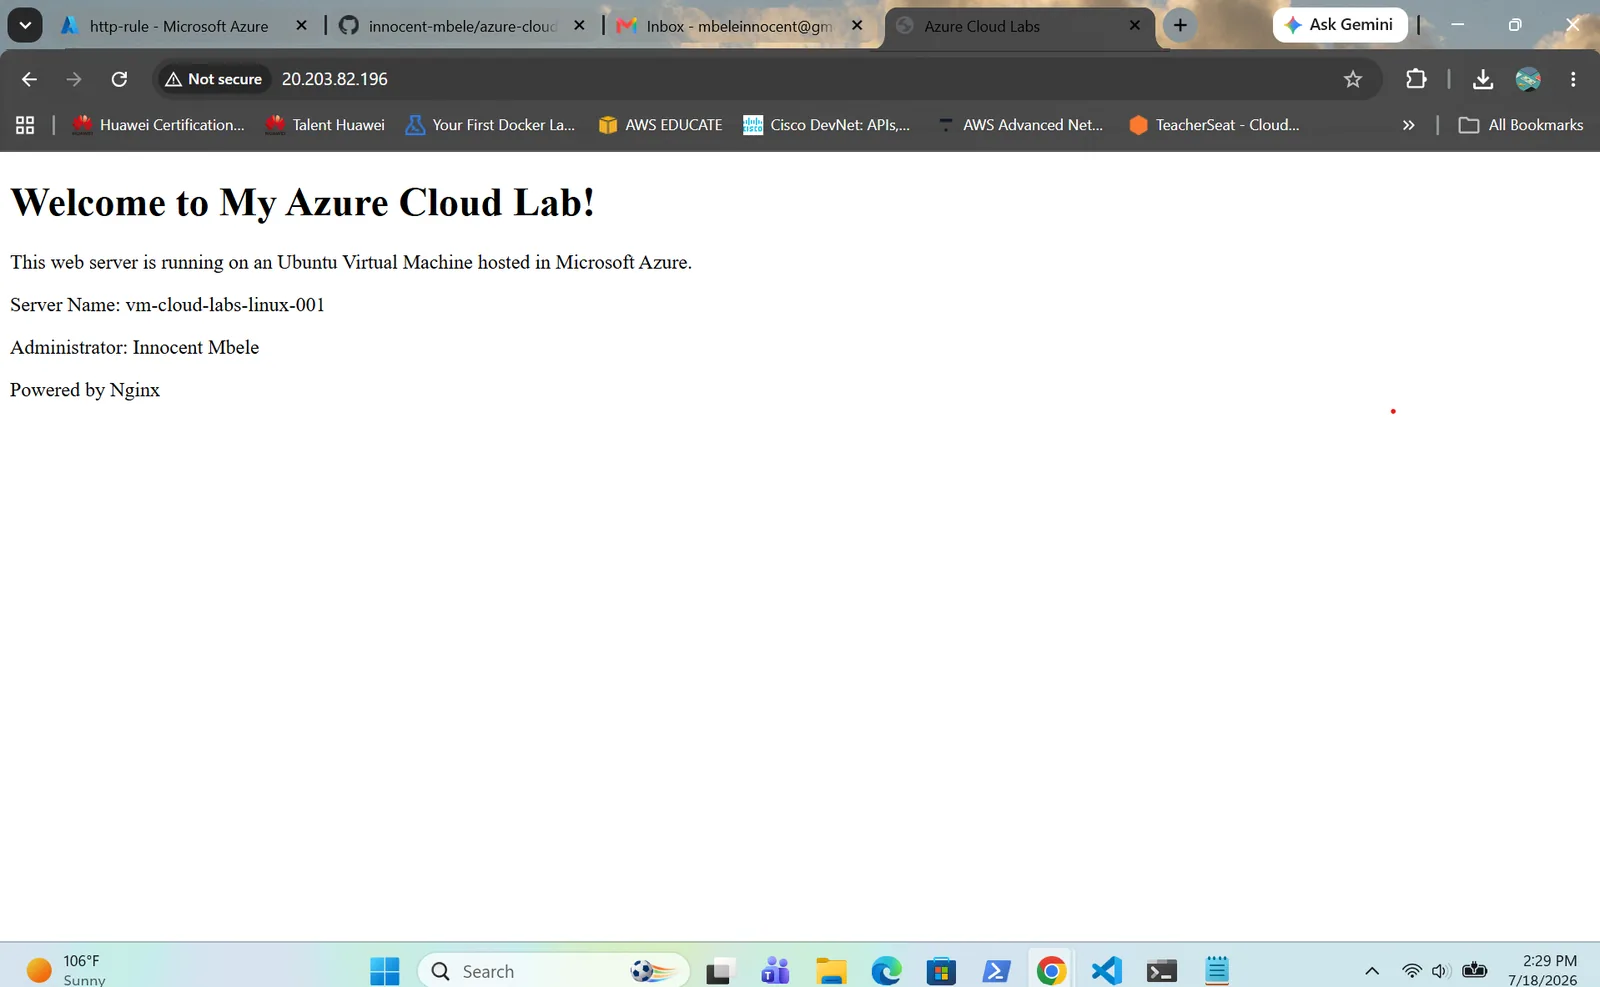 http-rule - Microsoft Azure
innocent-mbele/azure-cloud
Inbox - mbeleinnocent@gm
Azure Cloud Labs
Ask Gemini
Not secure
20.203.82.196
Huawei Certification...
Talent Huawei
Your First Docker La...
AWS EDUCATE
Cisco DevNet: APIs,...
AWS Advanced Net...
TeacherSeat - Cloud...
All Bookmarks
Welcome to My Azure Cloud Lab!
This web server is running on an Ubuntu Virtual Machine hosted in Microsoft Azure.
Server Name: vm-cloud-labs-linux-001
Administrator: Innocent Mbele
Powered by Nginx
106°F
Sunny
Search
2:29 PM
7/18/2026